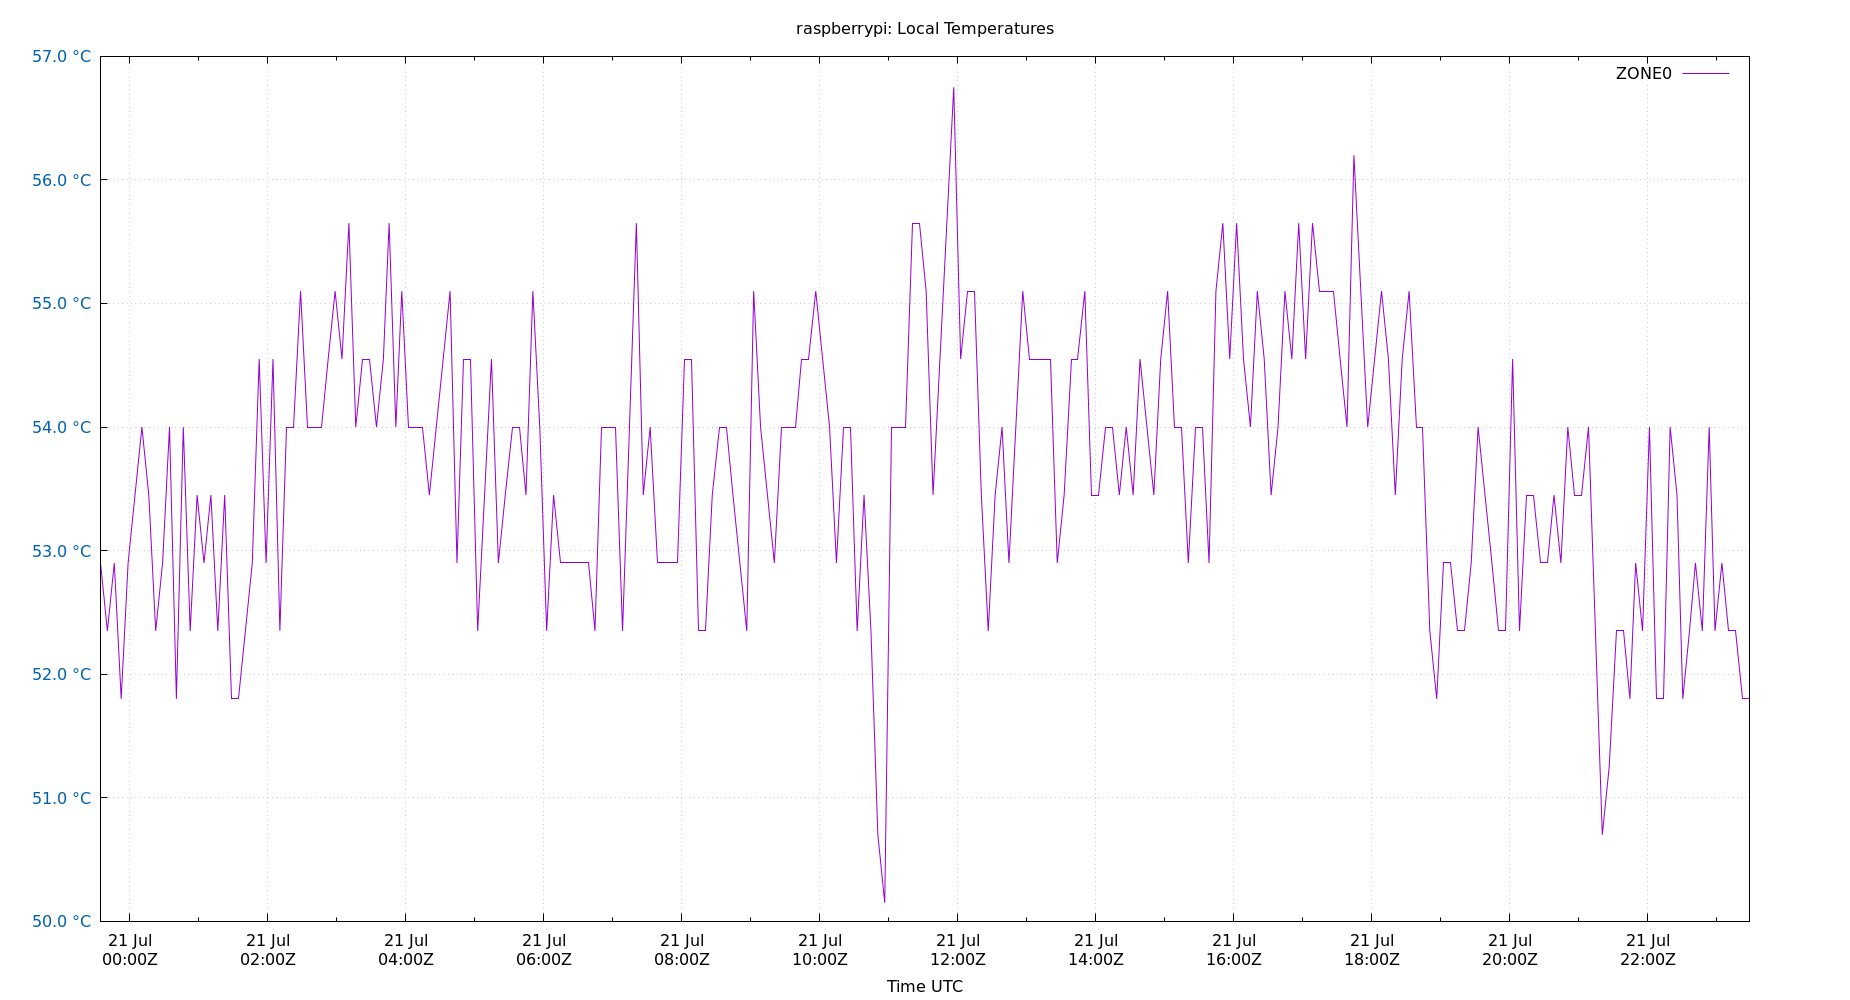 raspberrypi: Local Temperatures
57.0 °C
ZONE0
56.0 °C
55.0 °C
54.0 °C
53.0 °C
52.0 °C
51.0 °C
50.0 °C
21 Jul 21 Jul 21 Jul 21 Jul 21 Jul 21 Jul 21 Jul 21 Jul 21 Jul 21 Jul 21 Jul 21 Jul
00:00Z 02:00Z 04:00Z 06:00Z 08:00Z 10:00Z 12:00Z 14:00Z 16:00Z 18:00Z 20:00Z 22:00Z
Time UTC